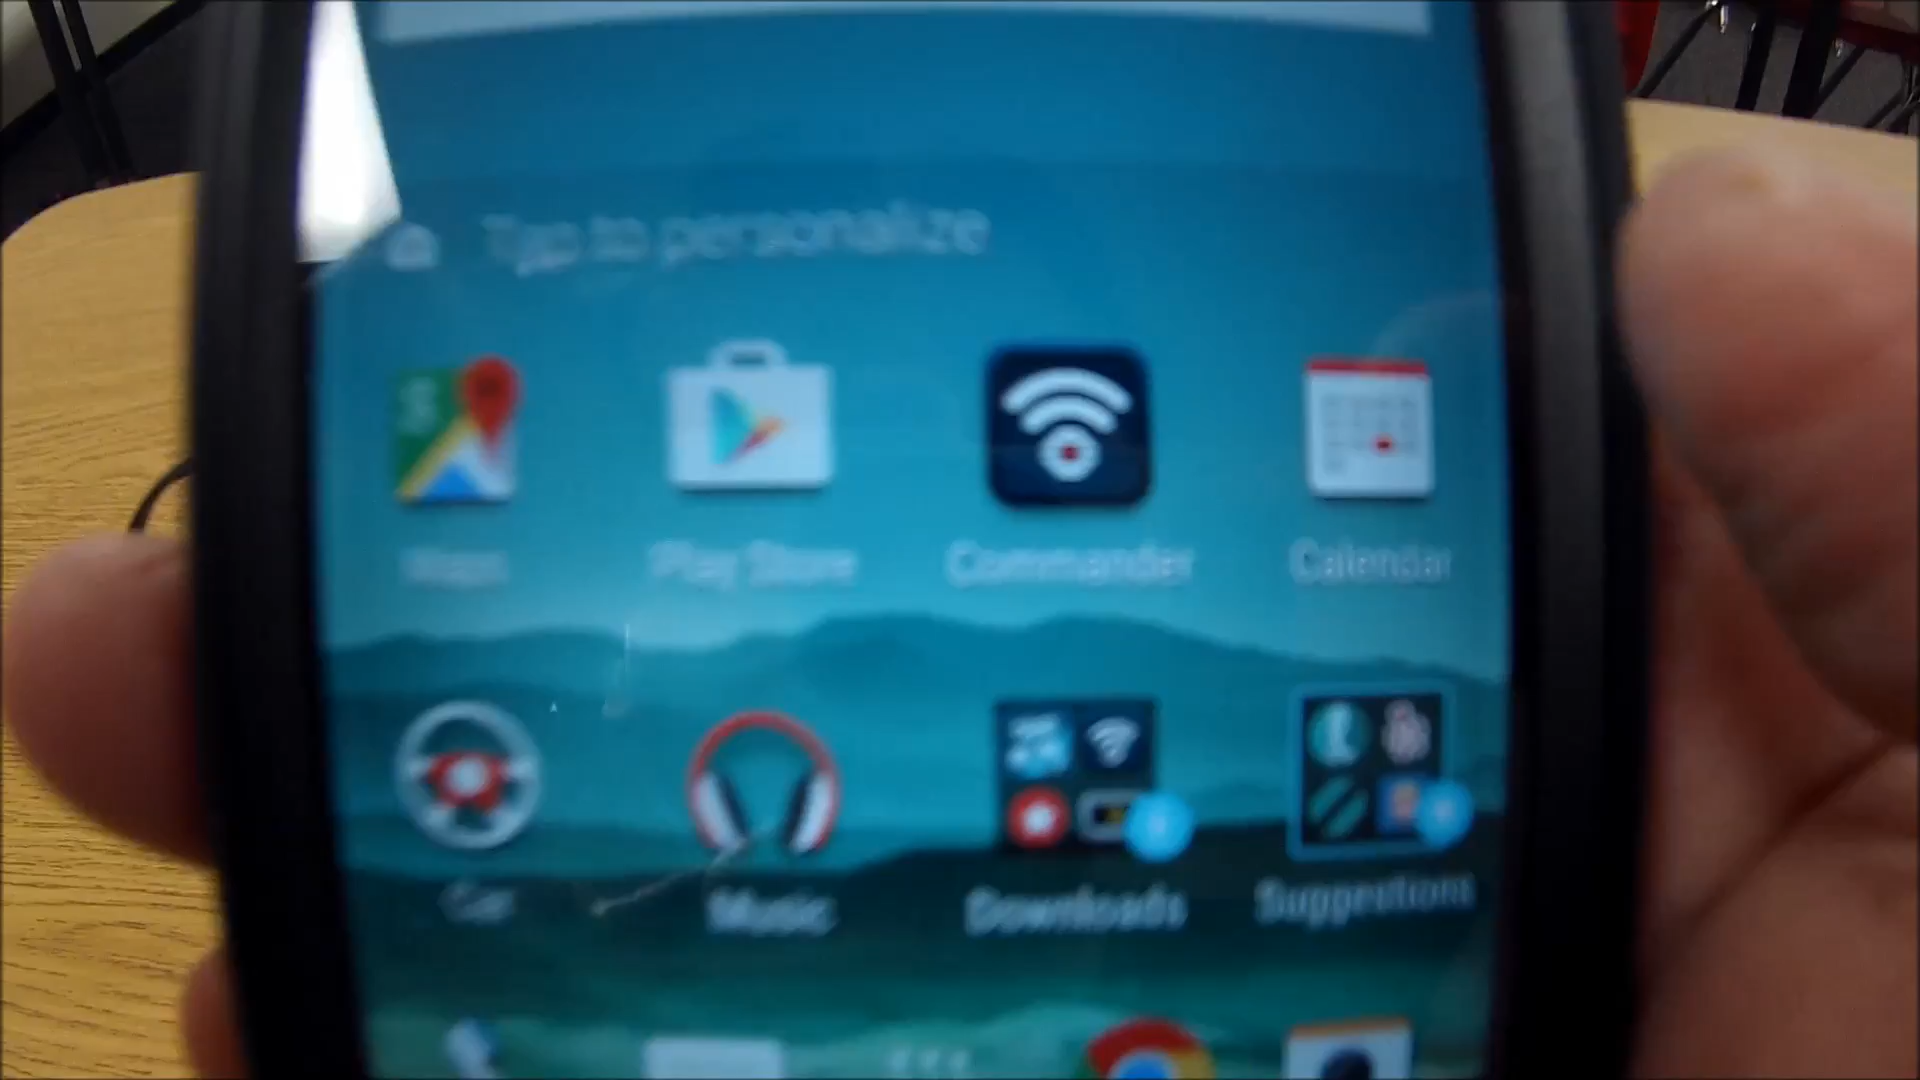 Tap to personalize
Maps Play Store Commander Calendar
Car Music Downloads Suggestions